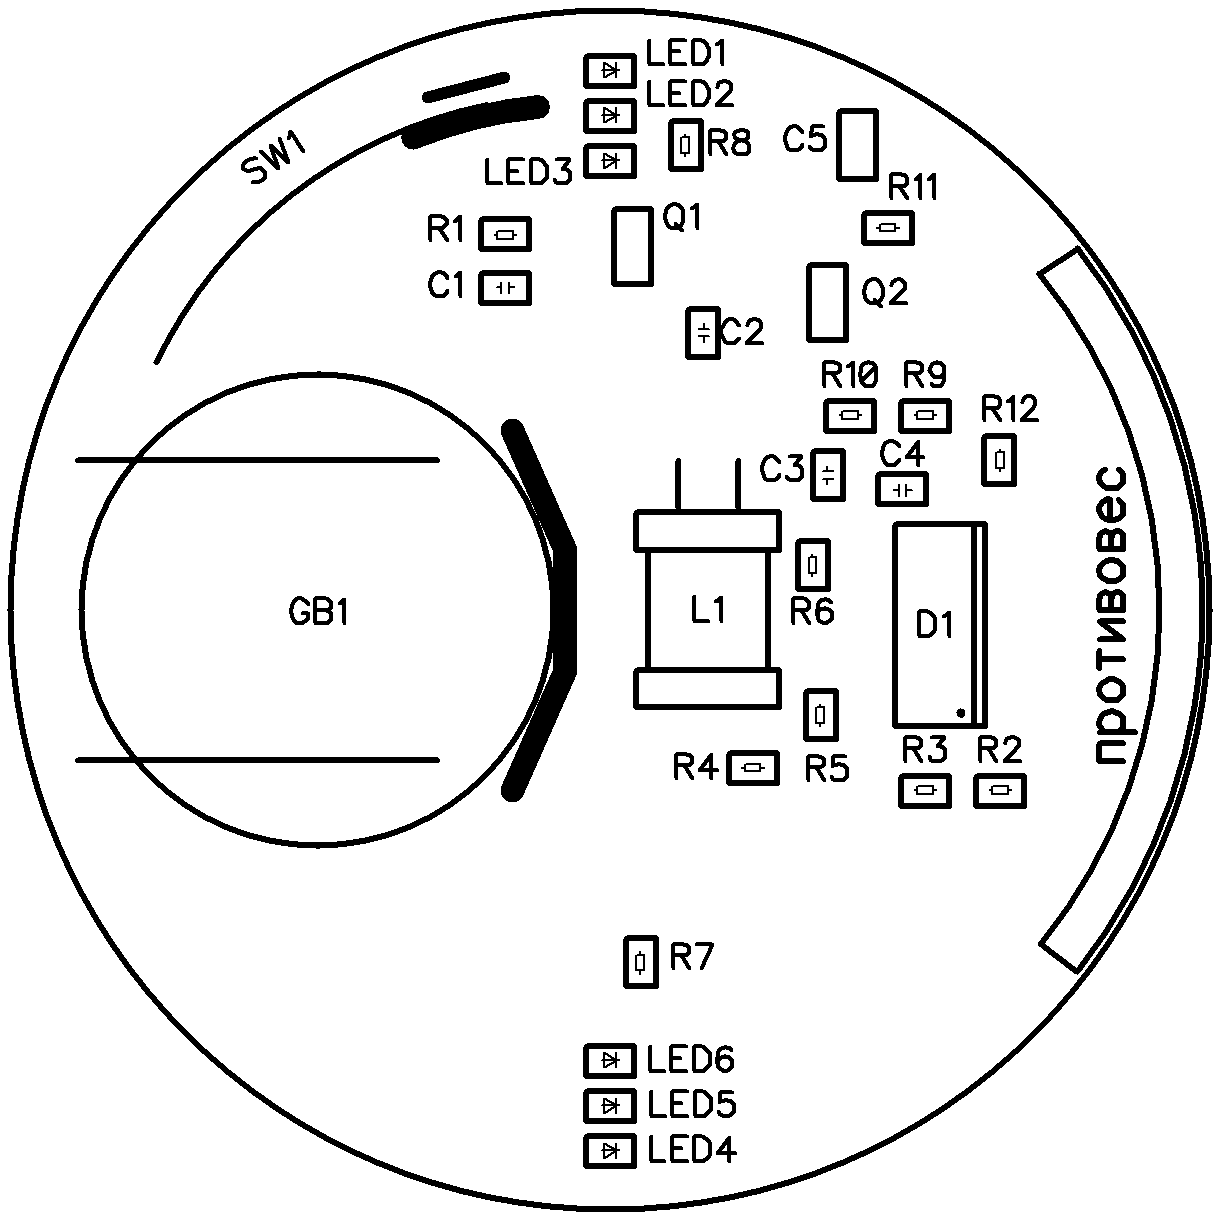 LED1
LED2
SW1
R8
C5
LED3
R11
R1
Q1
C1
Q2
C2
R10
R9
R12
C3
C4
GB1
L1
R6
D1
противовес
R3
R2
R4
R5
R7
LED6
LED5
LED4